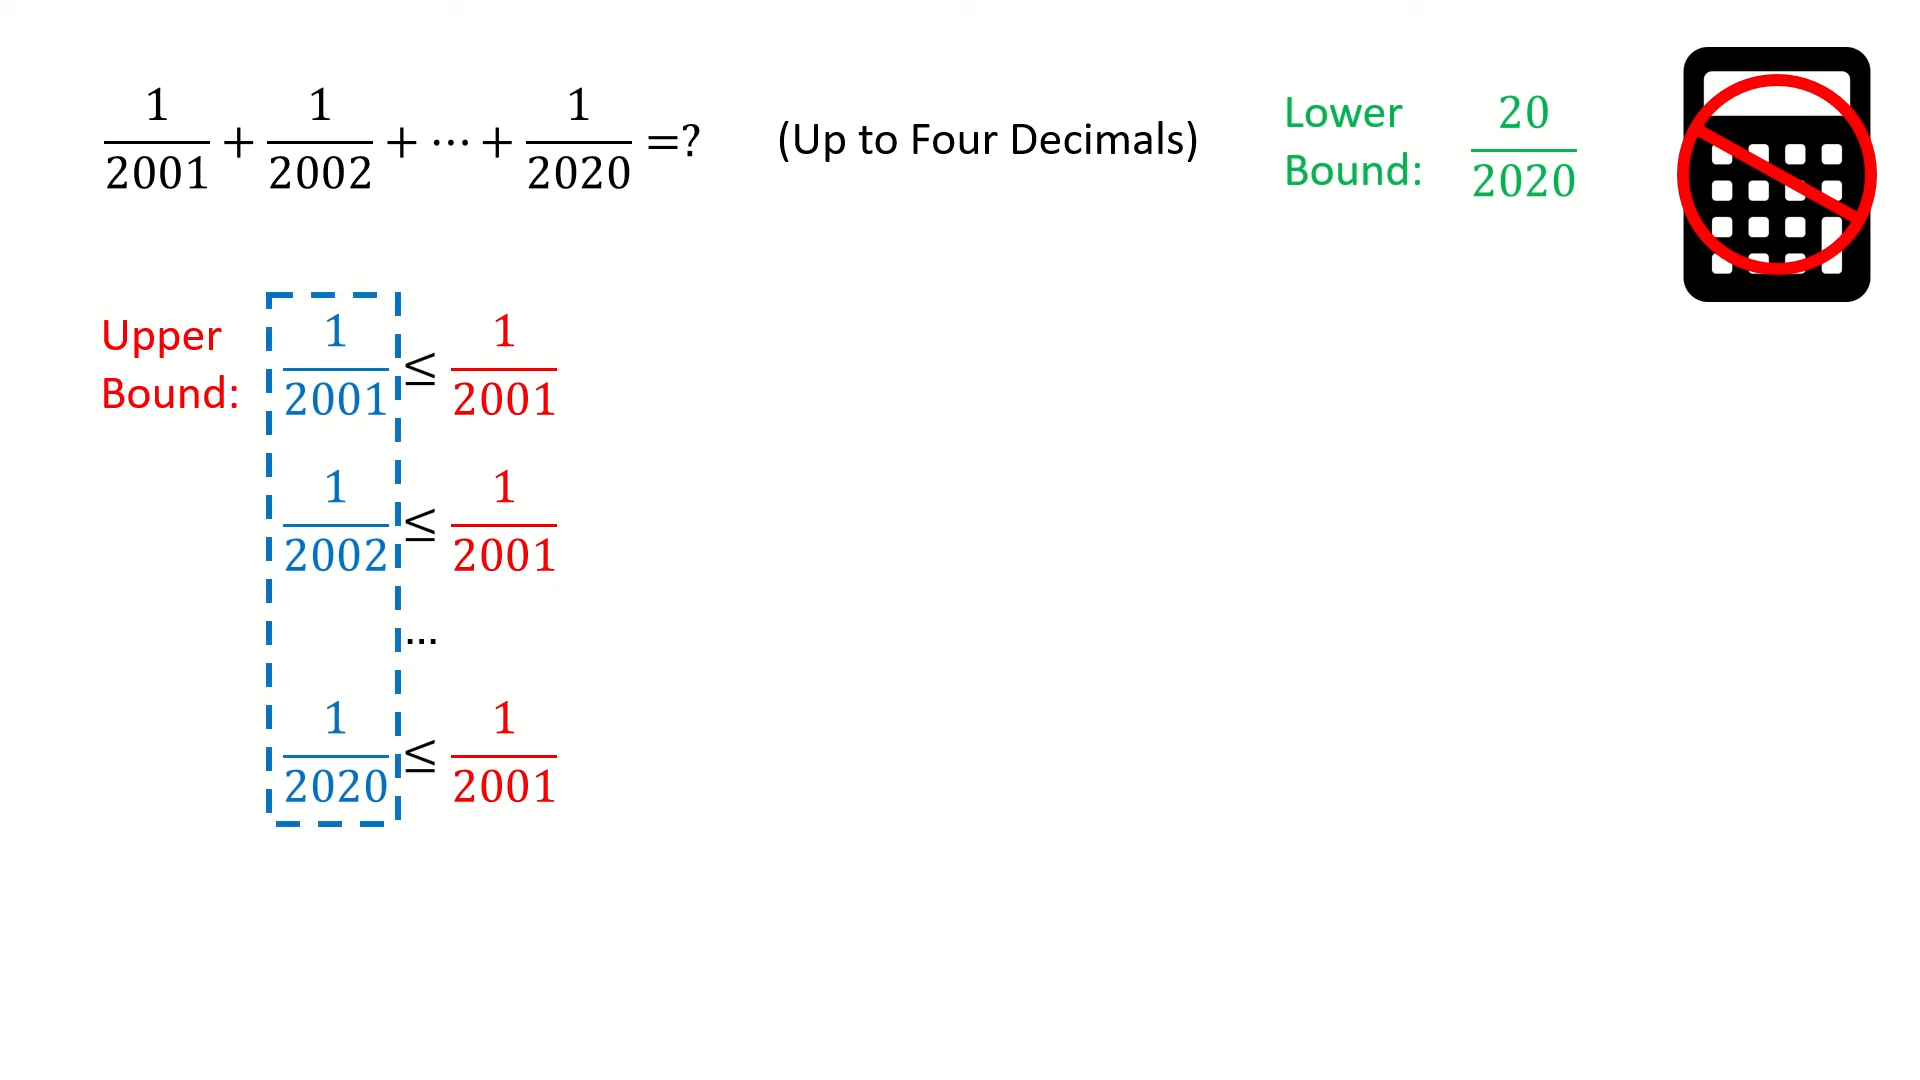 1/2001 + 1/2002 + ⋯ + 1/2020 =?
(Up to Four Decimals)
Lower
Bound:
20/2020
Upper
Bound:
1/2001 ≤ 1/2001
1/2002 ≤ 1/2001
...
1/2020 ≤ 1/2001